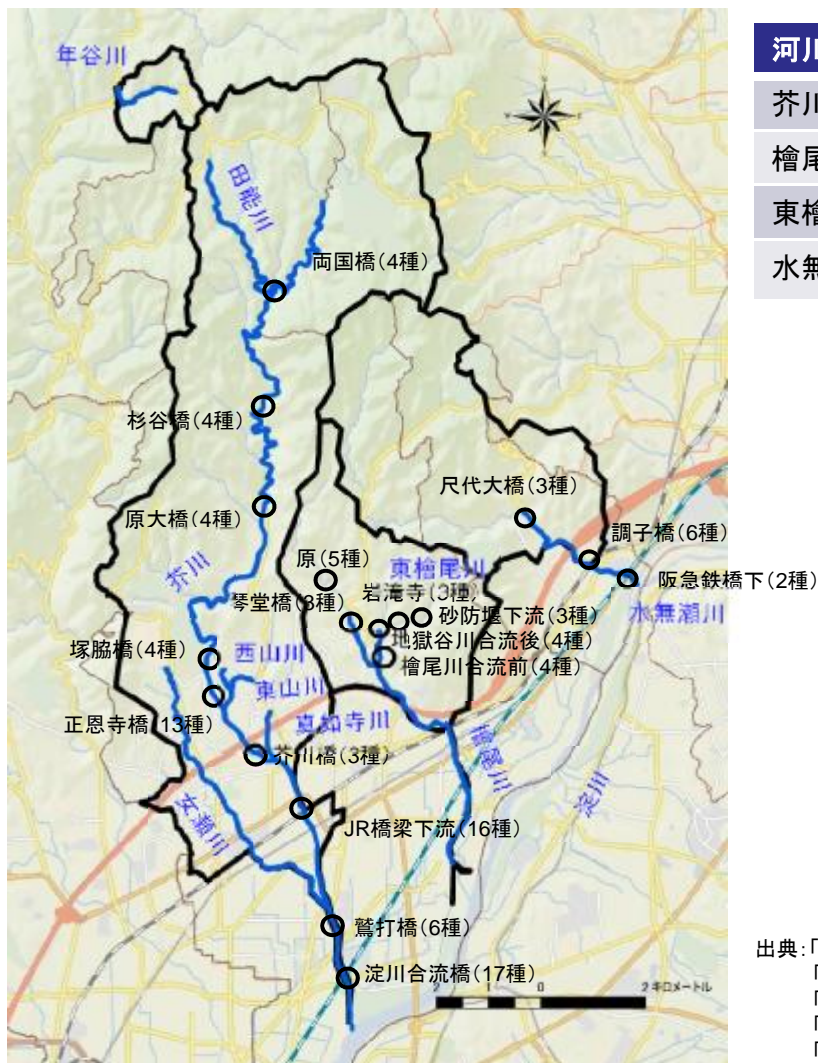 年谷川
田能川
両国橋(4種)
杉谷橋(4種)
原大橋(4種)
尺代大橋(3種)
調子橋(6種)
阪急鉄橋下(2種)
水無瀬川
原(5種)
東檜尾川
岩滝寺(3種)
琴堂橋(3種)
砂防堰下流(3種)
地獄谷川合流後(4種)
檜尾川合流前(4種)
芥川
塚脇橋(4種)
西山川
東山川
正恩寺橋(13種)
真如寺川
芥川橋(3種)
檜尾川
淀川
女瀬川
JR橋梁下流(16種)
鷲打橋(6種)
淀川合流橋(17種)
2 1 0 2キロメートル
河川
芥川
檜尾
東檜
水無
出典:「
「
「
「
「